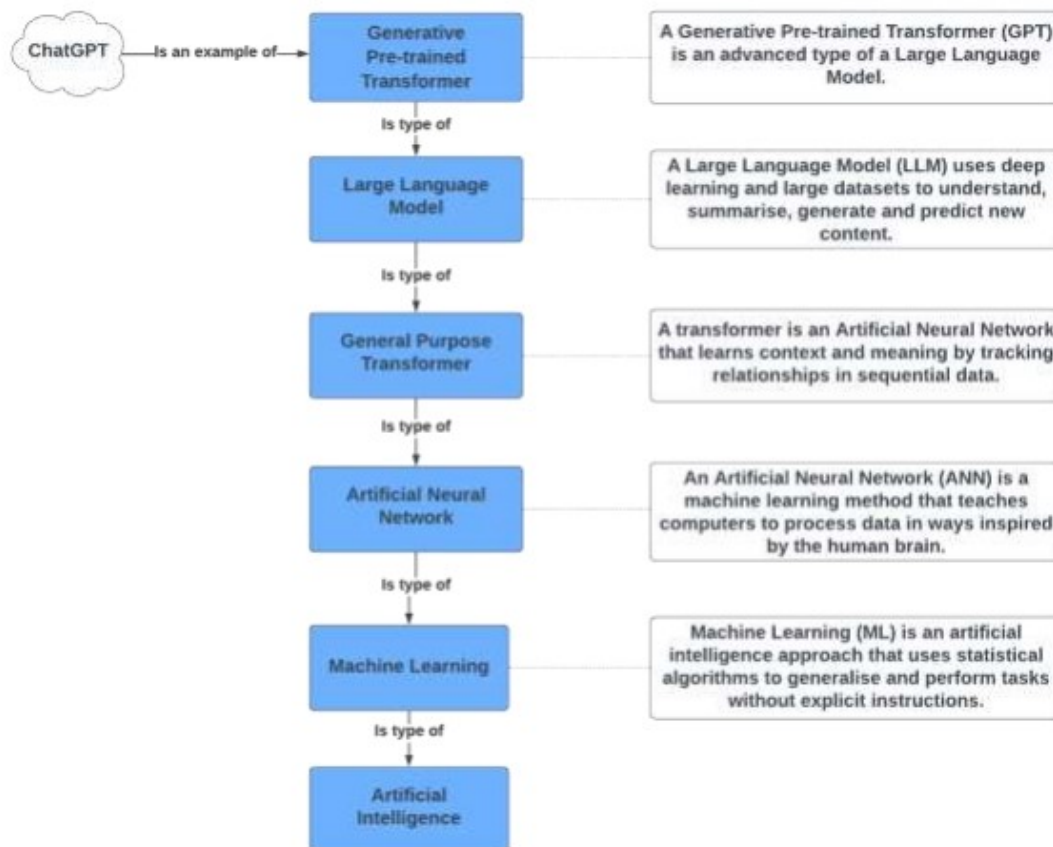 ChatGPT
Is an example of
Generative
Pre-trained
Transformer
A Generative Pre-trained Transformer (GPT)
is an advanced type of a Large Language
Model.
Is type of
Large Language
Model
A Large Language Model (LLM) uses deep
learning and large datasets to understand,
summarise, generate and predict new
content.
Is type of
General Purpose
Transformer
A transformer is an Artificial Neural Network
that learns context and meaning by tracking
relationships in sequential data.
Is type of
Artificial Neural
Network
An Artificial Neural Network (ANN) is a
machine learning method that teaches
computers to process data in ways inspired
by the human brain.
Is type of
Machine Learning
Machine Learning (ML) is an artificial
intelligence approach that uses statistical
algorithms to generalise and perform tasks
without explicit instructions.
Is type of
Artificial
Intelligence